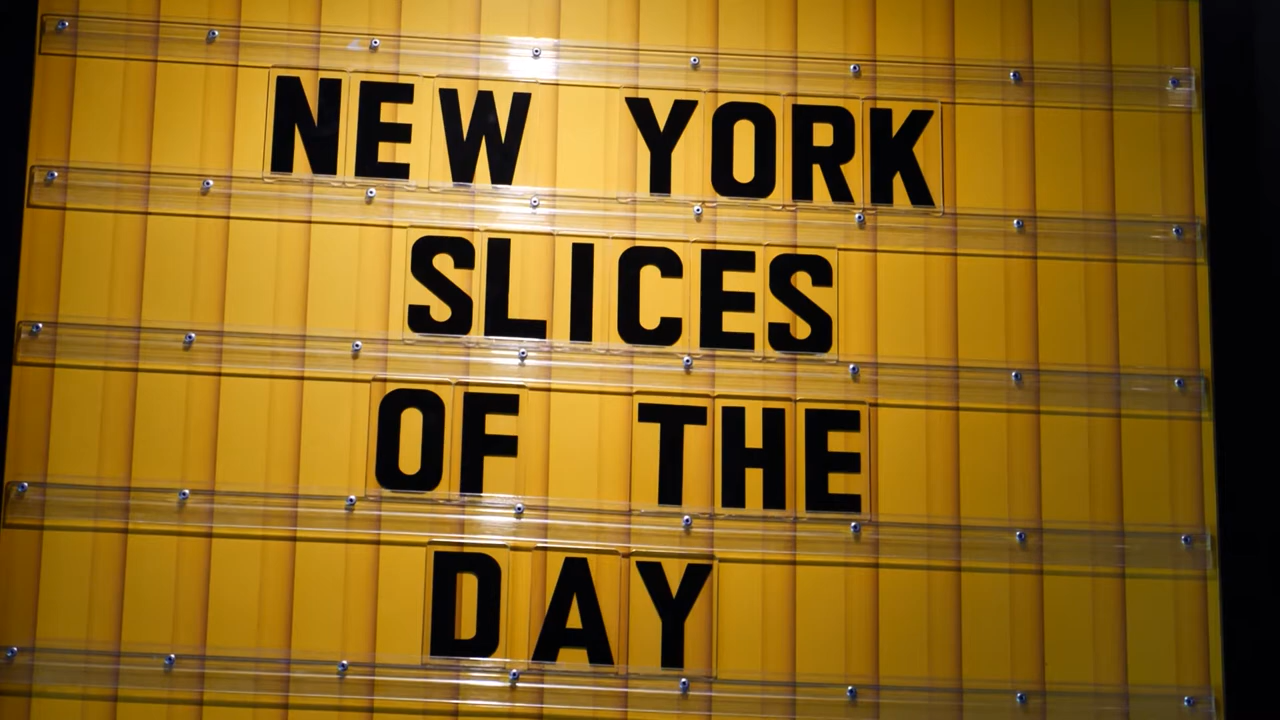 NEW YORK
SLICES
OF THE
DAY